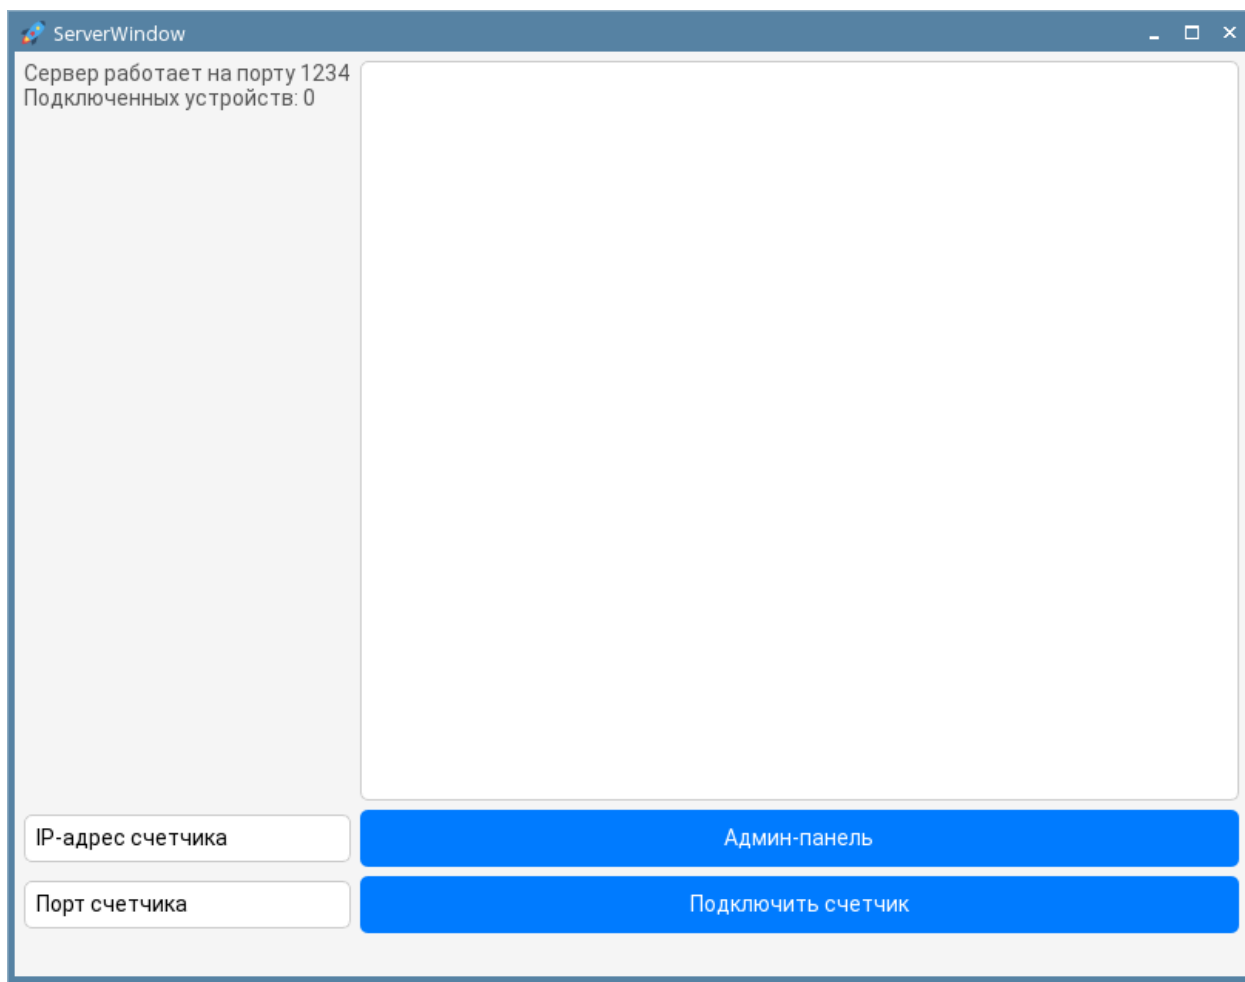 ServerWindow
Сервер работает на порту 1234
Подключенных устройств: 0
IP-адрес счетчика
Админ-панель
Порт счетчика
Подключить счетчик